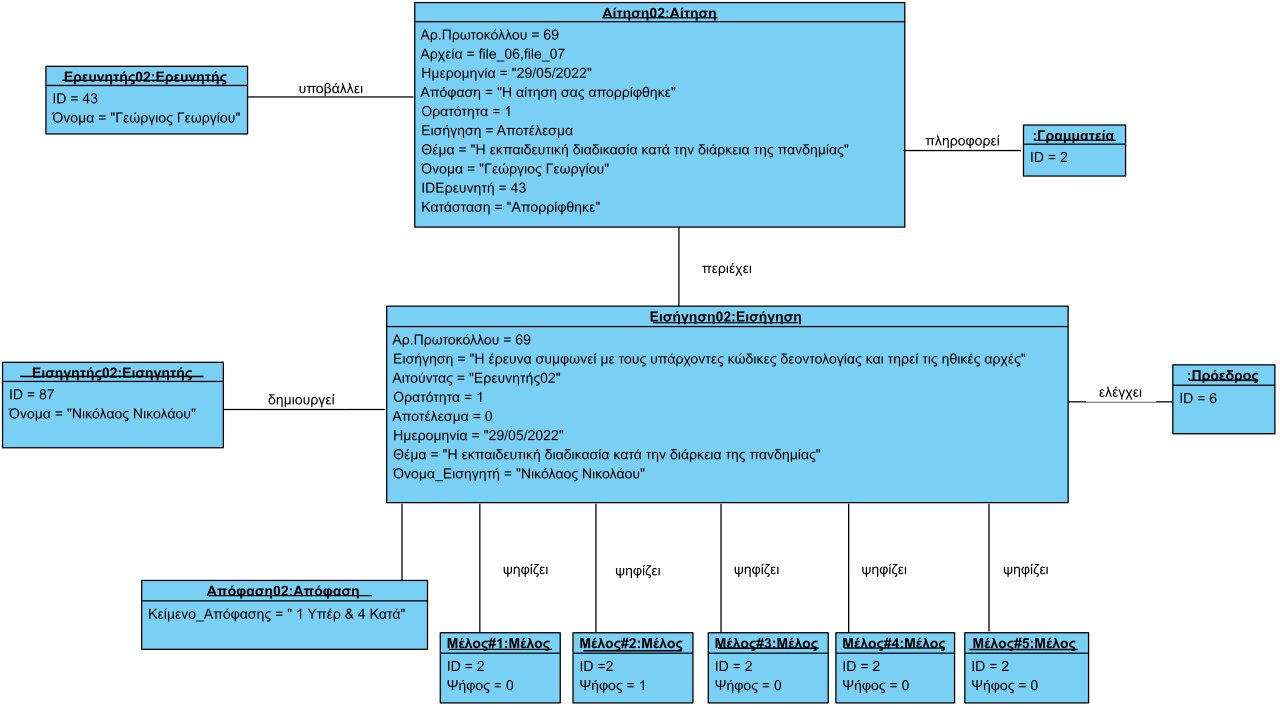 Αίτηση02:Αίτηση
Αρ.Πρωτοκόλλου = 69
Αρχεία = file_06,file_07
Ημερομηνία = "29/05/2022"
Απόφαση = "Η αίτηση σας απορρίφθηκε"
Ορατότητα = 1
Εισήγηση = Αποτέλεσμα
Θέμα = "Η εκπαιδευτική διαδικασία κατά την διάρκεια της πανδημίας"
Όνομα = "Γεώργιος Γεωργίου"
IDΕρευνητή = 43
Κατάσταση = "Απορρίφθηκε"
Ερευνητής02:Ερευνητής
ID = 43
Όνομα = "Γεώργιος Γεωργίου"
υποβάλλει
πληροφορεί
:Γραμματεία
ID = 2
περιέχει
Εισήγηση02:Εισήγηση
Αρ.Πρωτοκόλλου = 69
Εισήγηση = "Η έρευνα συμφωνεί με τους υπάρχοντες κώδικες δεοντολογίας και τηρεί τις ηθικές αρχές"
Αιτούντας = "Ερευνητής02"
Ορατότητα = 1
Αποτέλεσμα = 0
Ημερομηνία = "29/05/2022"
Θέμα = "Η εκπαιδευτική διαδικασία κατά την διάρκεια της πανδημίας"
Όνομα_Εισηγητή = "Νικόλαος Νικολάου"
Εισηγητής02:Εισηγητής
ID = 87
Όνομα = "Νικόλαος Νικολάου"
δημιουργεί
ελέγχει
:Πρόεδρος
ID = 6
ψηφίζει
ψηφίζει
ψηφίζει
ψηφίζει
ψηφίζει
Απόφαση02:Απόφαση
Κείμενο_Απόφασης = " 1 Υπέρ & 4 Κατά"
Μέλος#1:Μέλος
ID = 2
Ψήφος = 0
Μέλος#2:Μέλος
ID =2
Ψήφος = 1
Μέλος#3:Μέλος
ID = 2
Ψήφος = 0
Μέλος#4:Μέλος
ID = 2
Ψήφος = 0
Μέλος#5:Μέλος
ID = 2
Ψήφος = 0